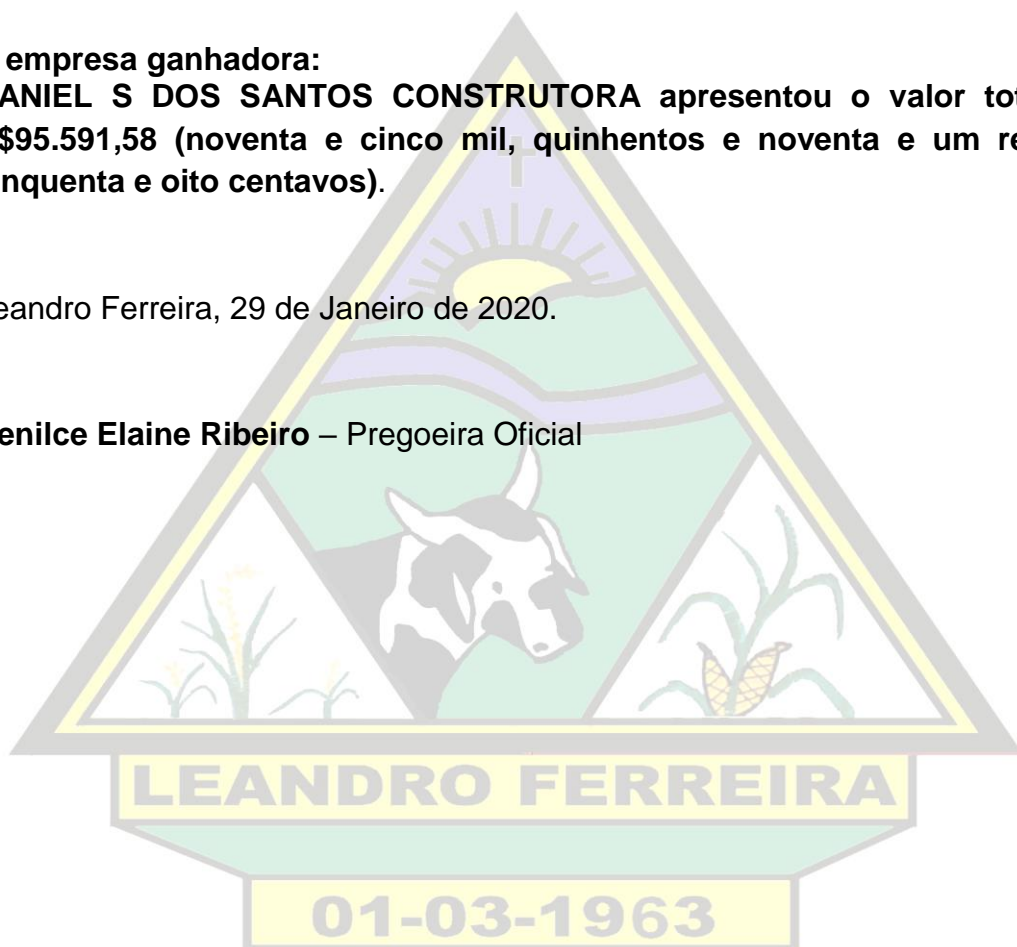 empresa ganhadora:
ANIEL S DOS SANTOS CONSTRUTORA apresentou o valor tot
$95.591,58 (noventa e cinco mil, quinhentos e noventa e um re
nquenta e oito centavos).
eandro Ferreira, 29 de Janeiro de 2020.
enilce Elaine Ribeiro – Pregoeira Oficial
LEANDRO FERREIRA
01-03-1963